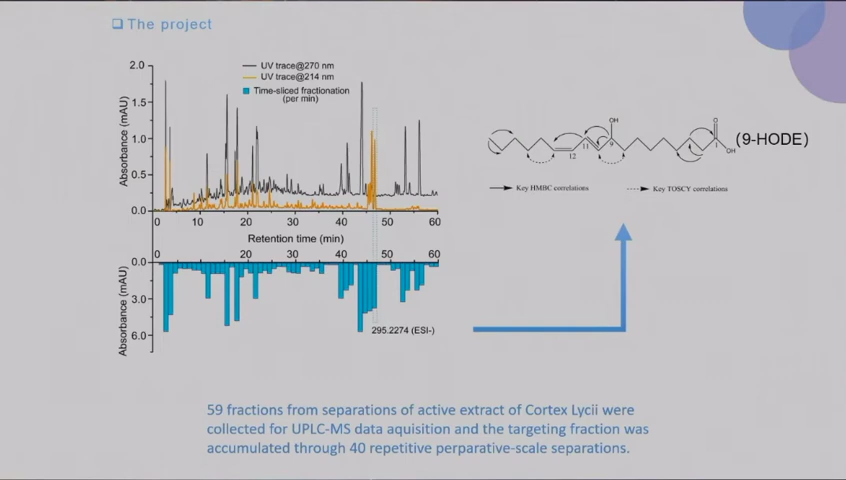 ❑ The project
2.0
1.5
1.0
0.5
0.0
Absorbance (mAU)
UV trace@270 nm
UV trace@214 nm
Time-sliced fractionation
(per min)
0 10 20 30 40 50 60
Retention time (min)
0 20 30 50 60
0.0
3.0
6.0
Absorbance (mAU)
295.2274 (ESI-)
OH
O
OH
12
11
9
1
(9-HODE)
Key HMBC correlations
Key TOSCY correlations
59 fractions from separations of active extract of Cortex Lycii were
collected for UPLC-MS data aquisition and the targeting fraction was
accumulated through 40 repetitive perparative-scale separations.